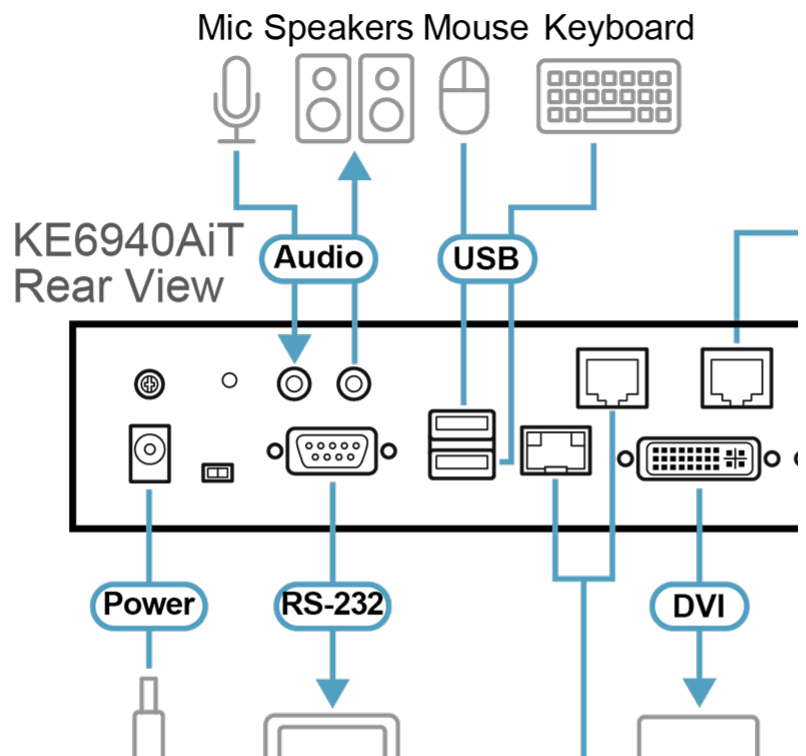 Mic Speakers Mouse Keyboard
KE6940AiT
Rear View
Audio
USB
Power
RS-232
DVI